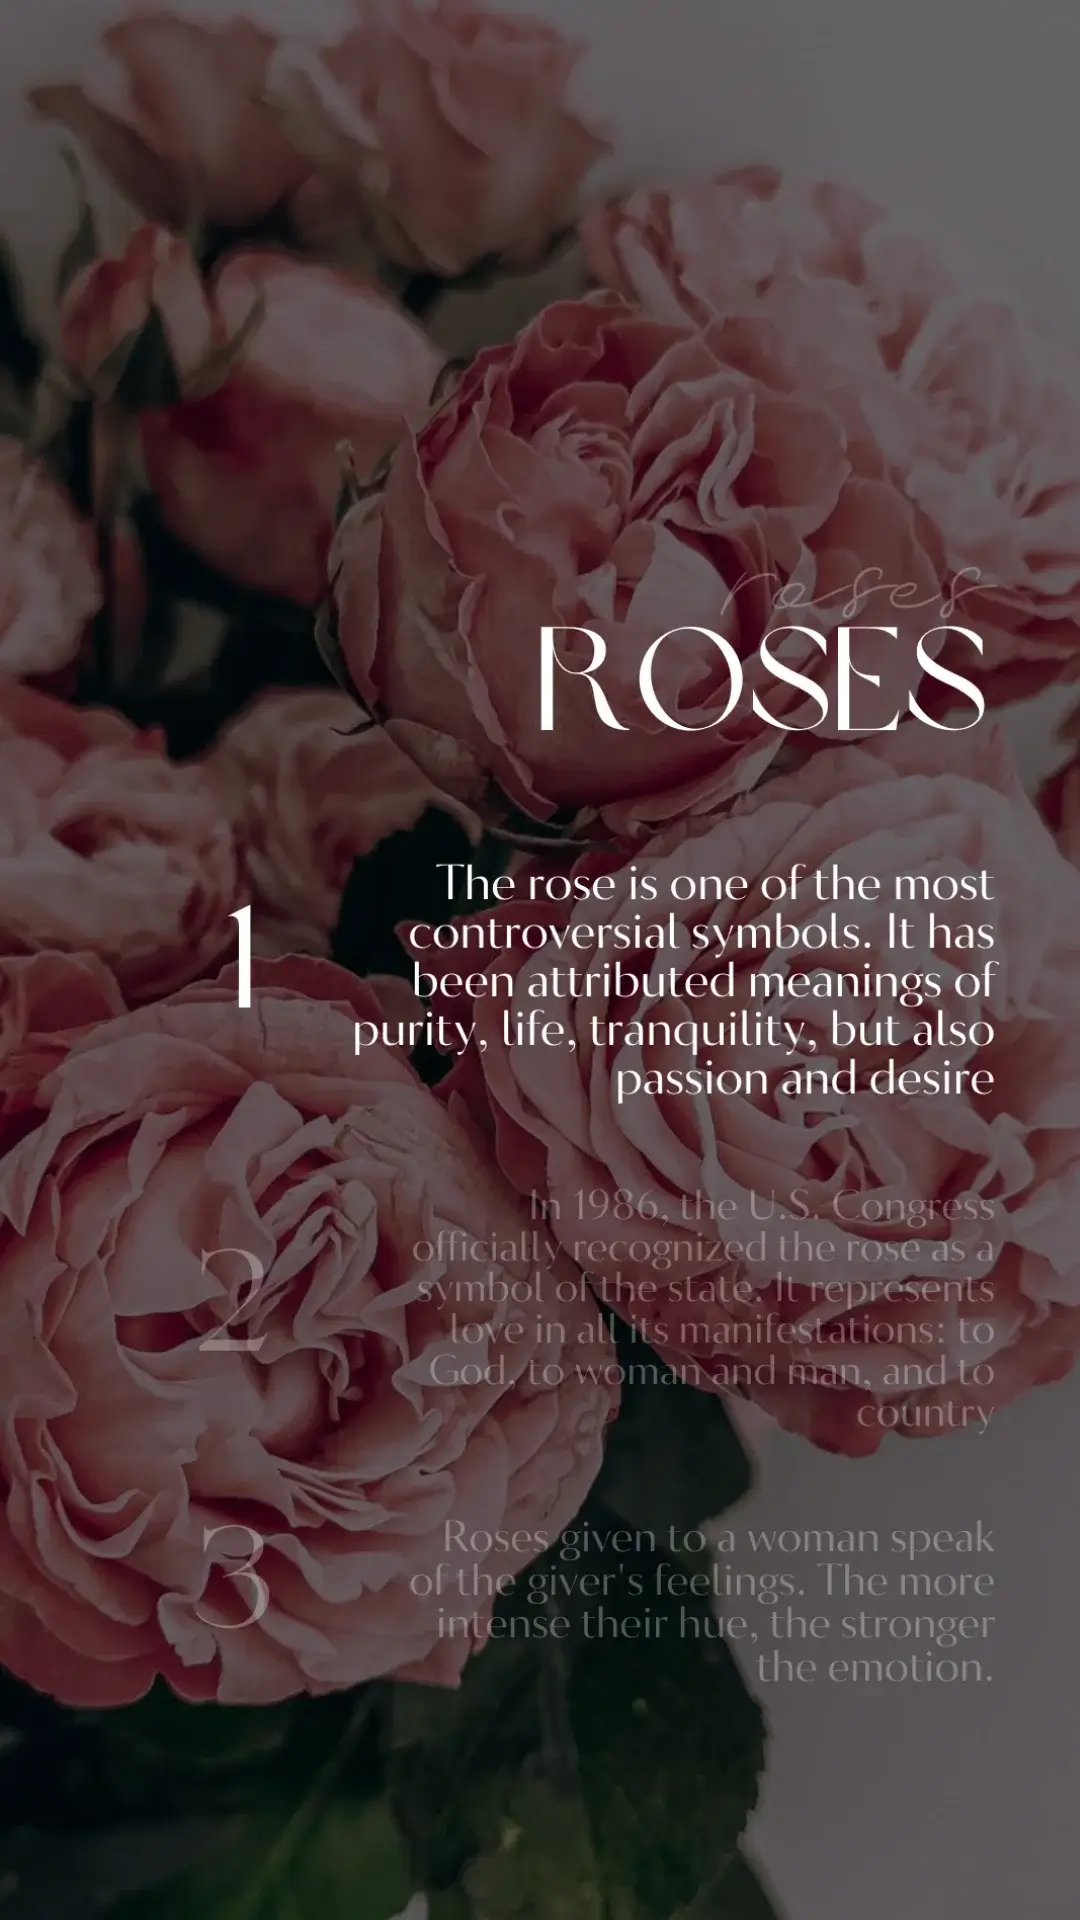 roses
ROSES
1
The rose is one of the most
controversial symbols. It has
been attributed meanings of
purity, life, tranquility, but also
passion and desire
2
In 1986, the U.S. Congress
officially recognized the rose as a
symbol of the state. It represents
love in all its manifestations: to
God, to woman and man, and to
country
3
Roses given to a woman speak
of the giver's feelings. The more
intense their hue, the stronger
the emotion.